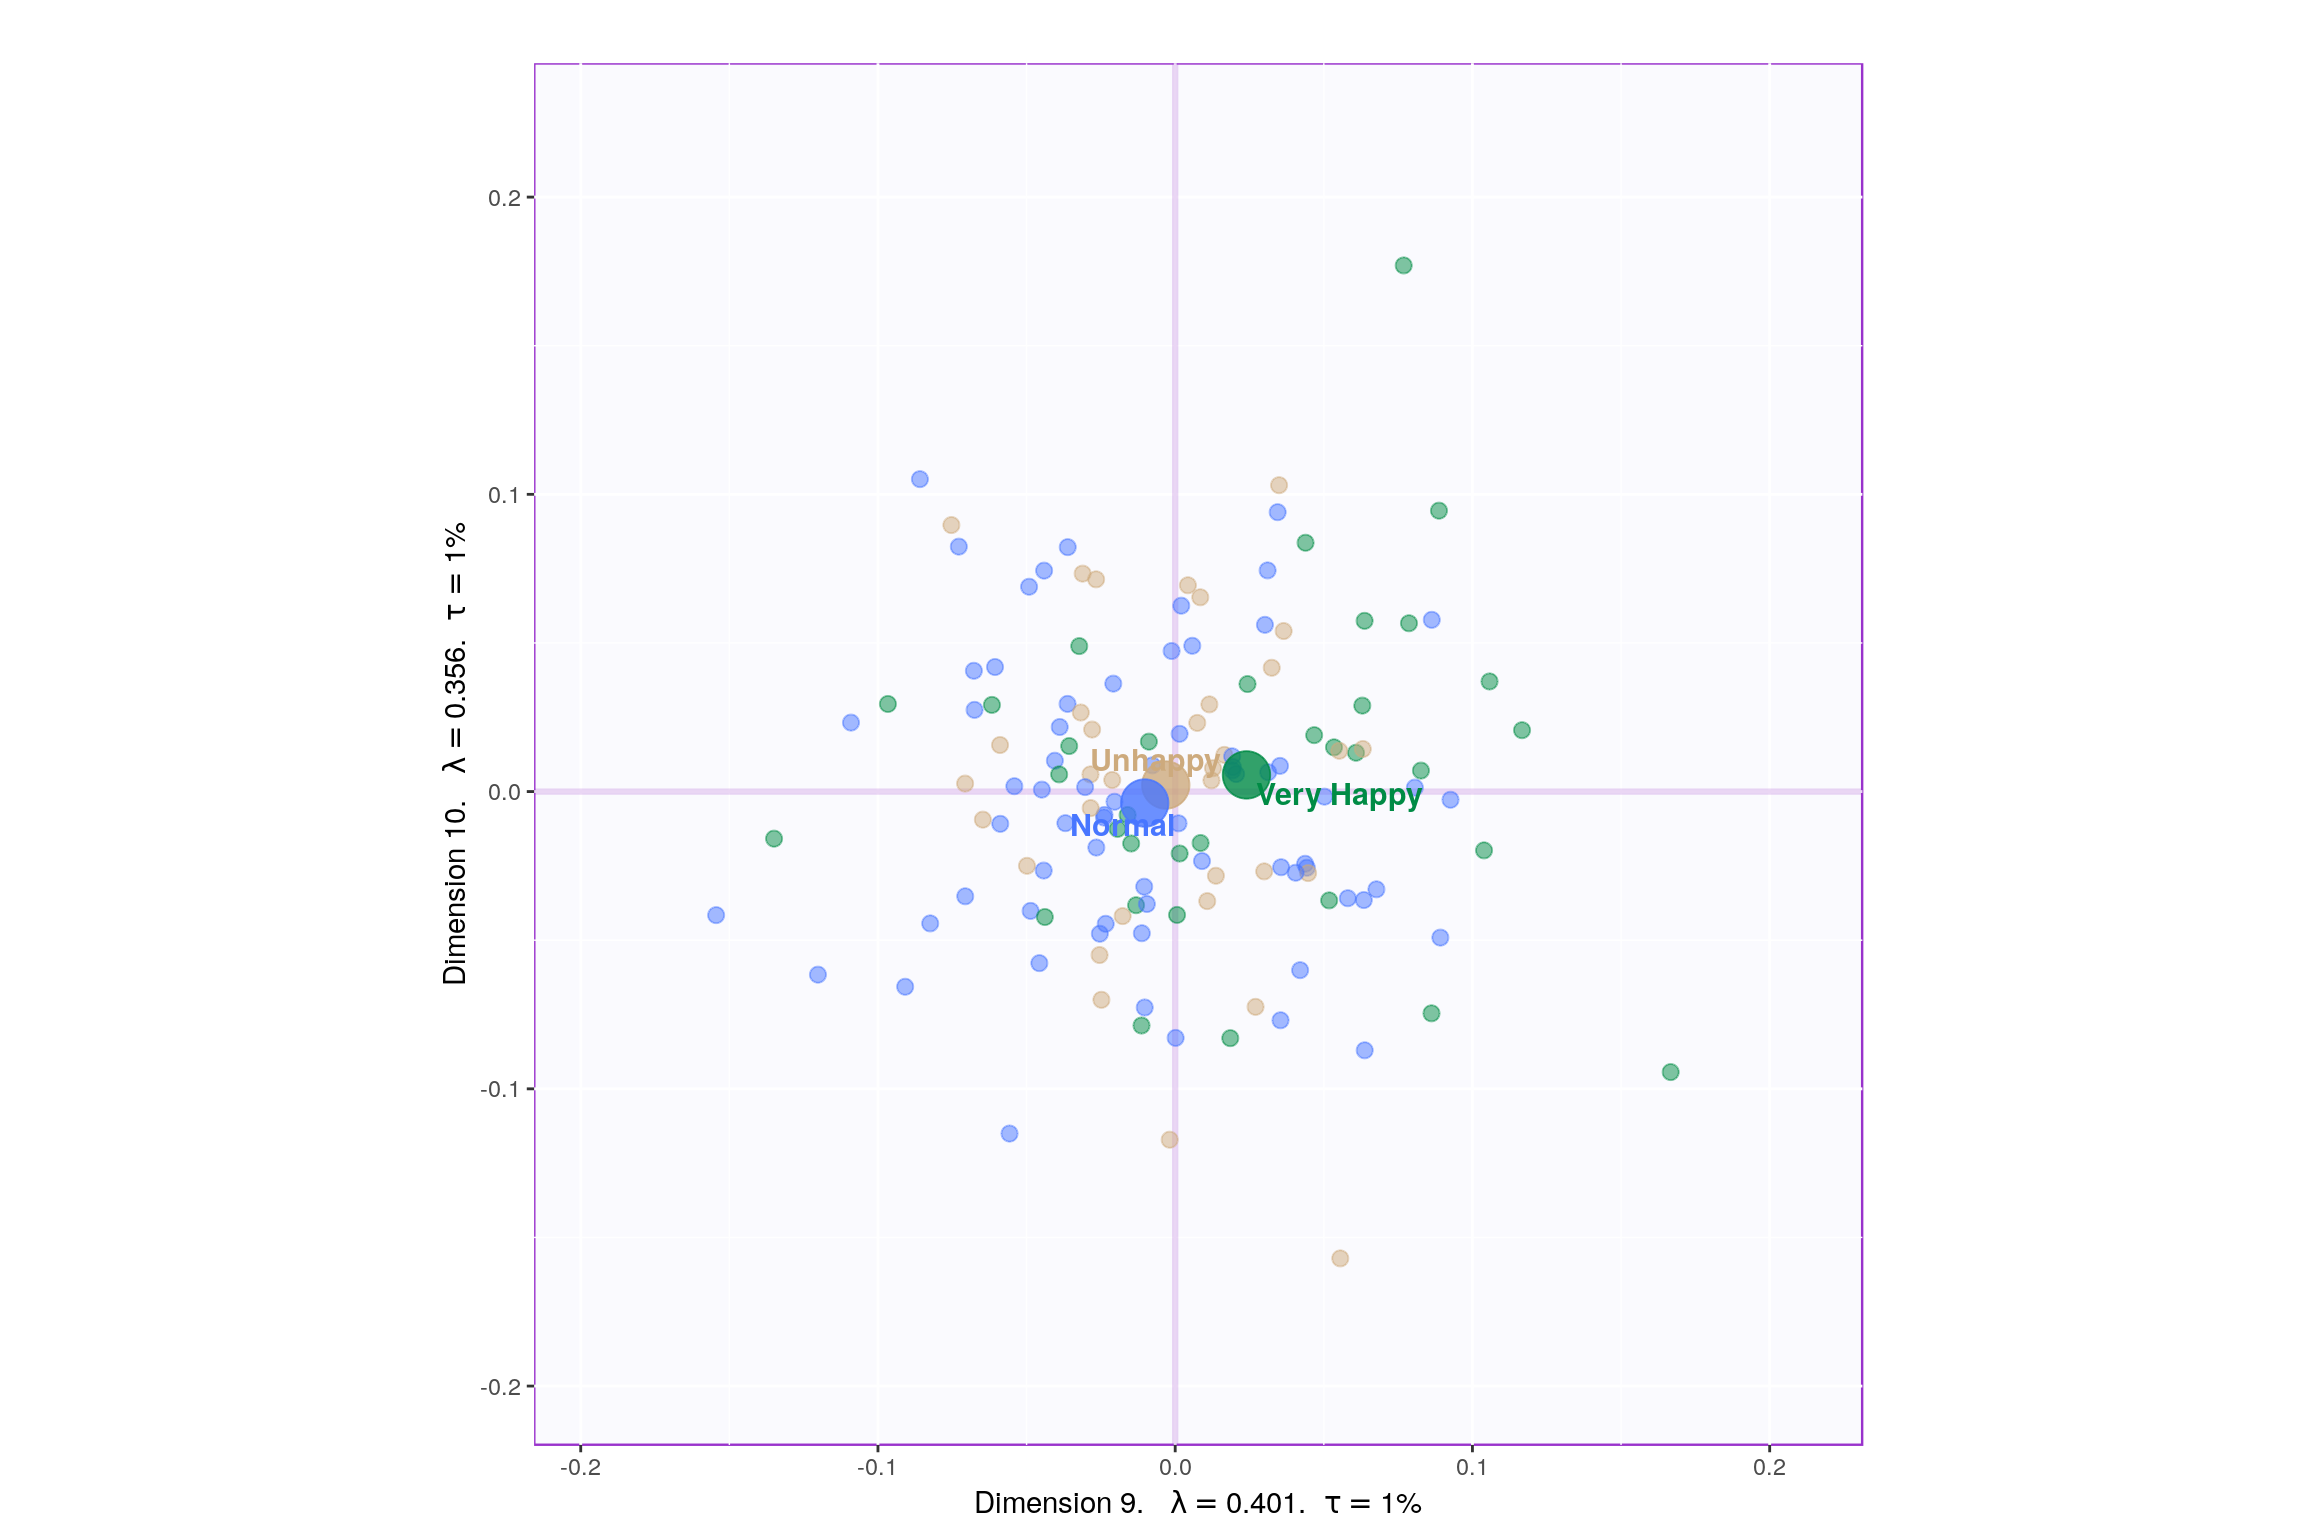 0.2
0.1
0.0
-0.1
-0.2
Dimension 10.   λ = 0.356.  τ = 1%
Unhappy
Very Happy
Normal
-0.2
-0.1
0.0
0.1
0.2
Dimension 9.   λ = 0.401.  τ = 1%